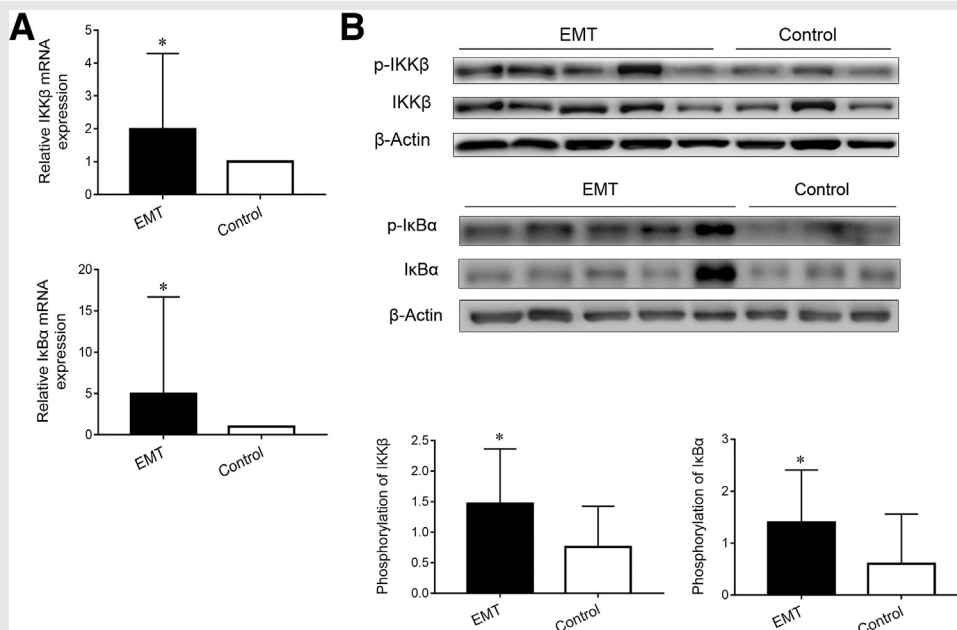 A
Relative IKKβ mRNA
expression
5
4
3
2
1
0
*
EMT
Control
Relative IκBα mRNA
expression
20
15
10
5
0
*
EMT
Control
B
EMT
Control
p-IKKβ
IKKβ
β-Actin
EMT
Control
p-IκBα
IκBα
β-Actin
Phosphorylation of IKKβ
2.5
2.0
1.5
1.0
0.5
0.0
*
EMT
Control
Phosphorylation of IκBα
3
2
1
0
*
EMT
Control